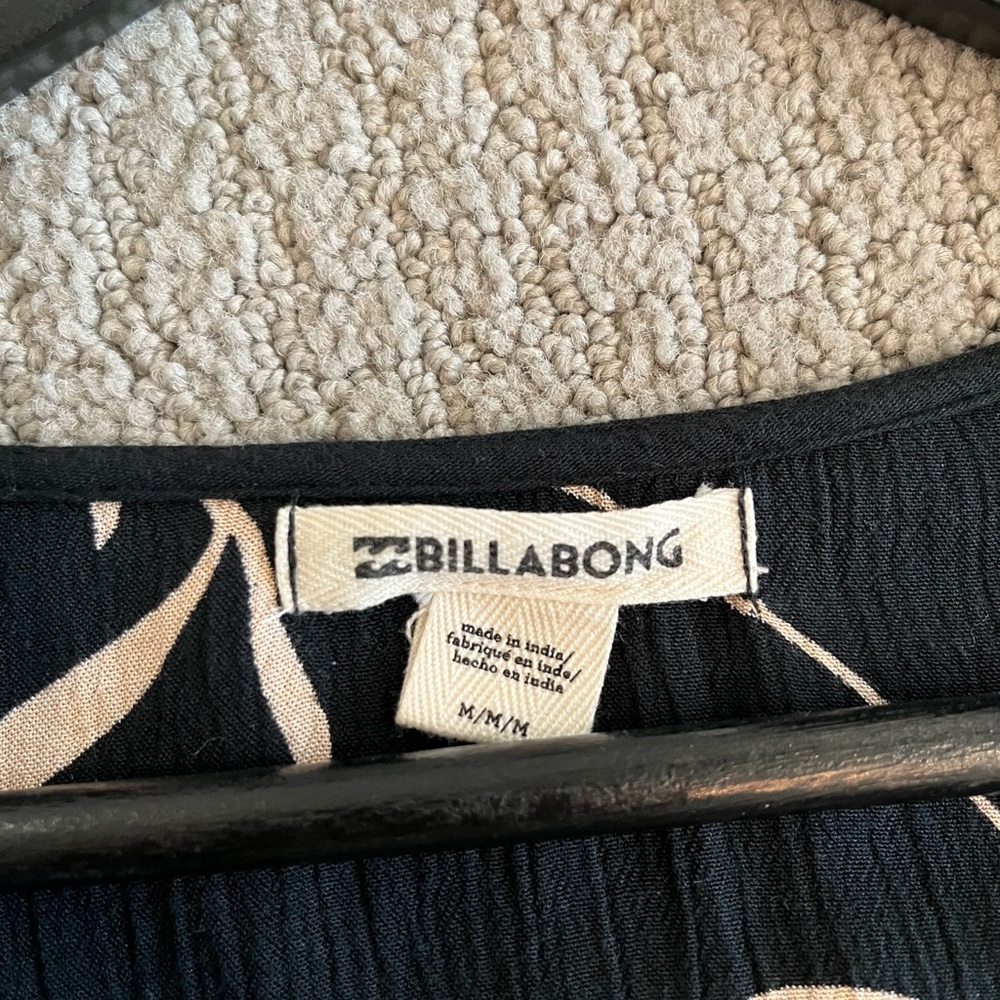 BILLABONG
made in india/
fabriqué en inde/
hecho en india
M/M/M